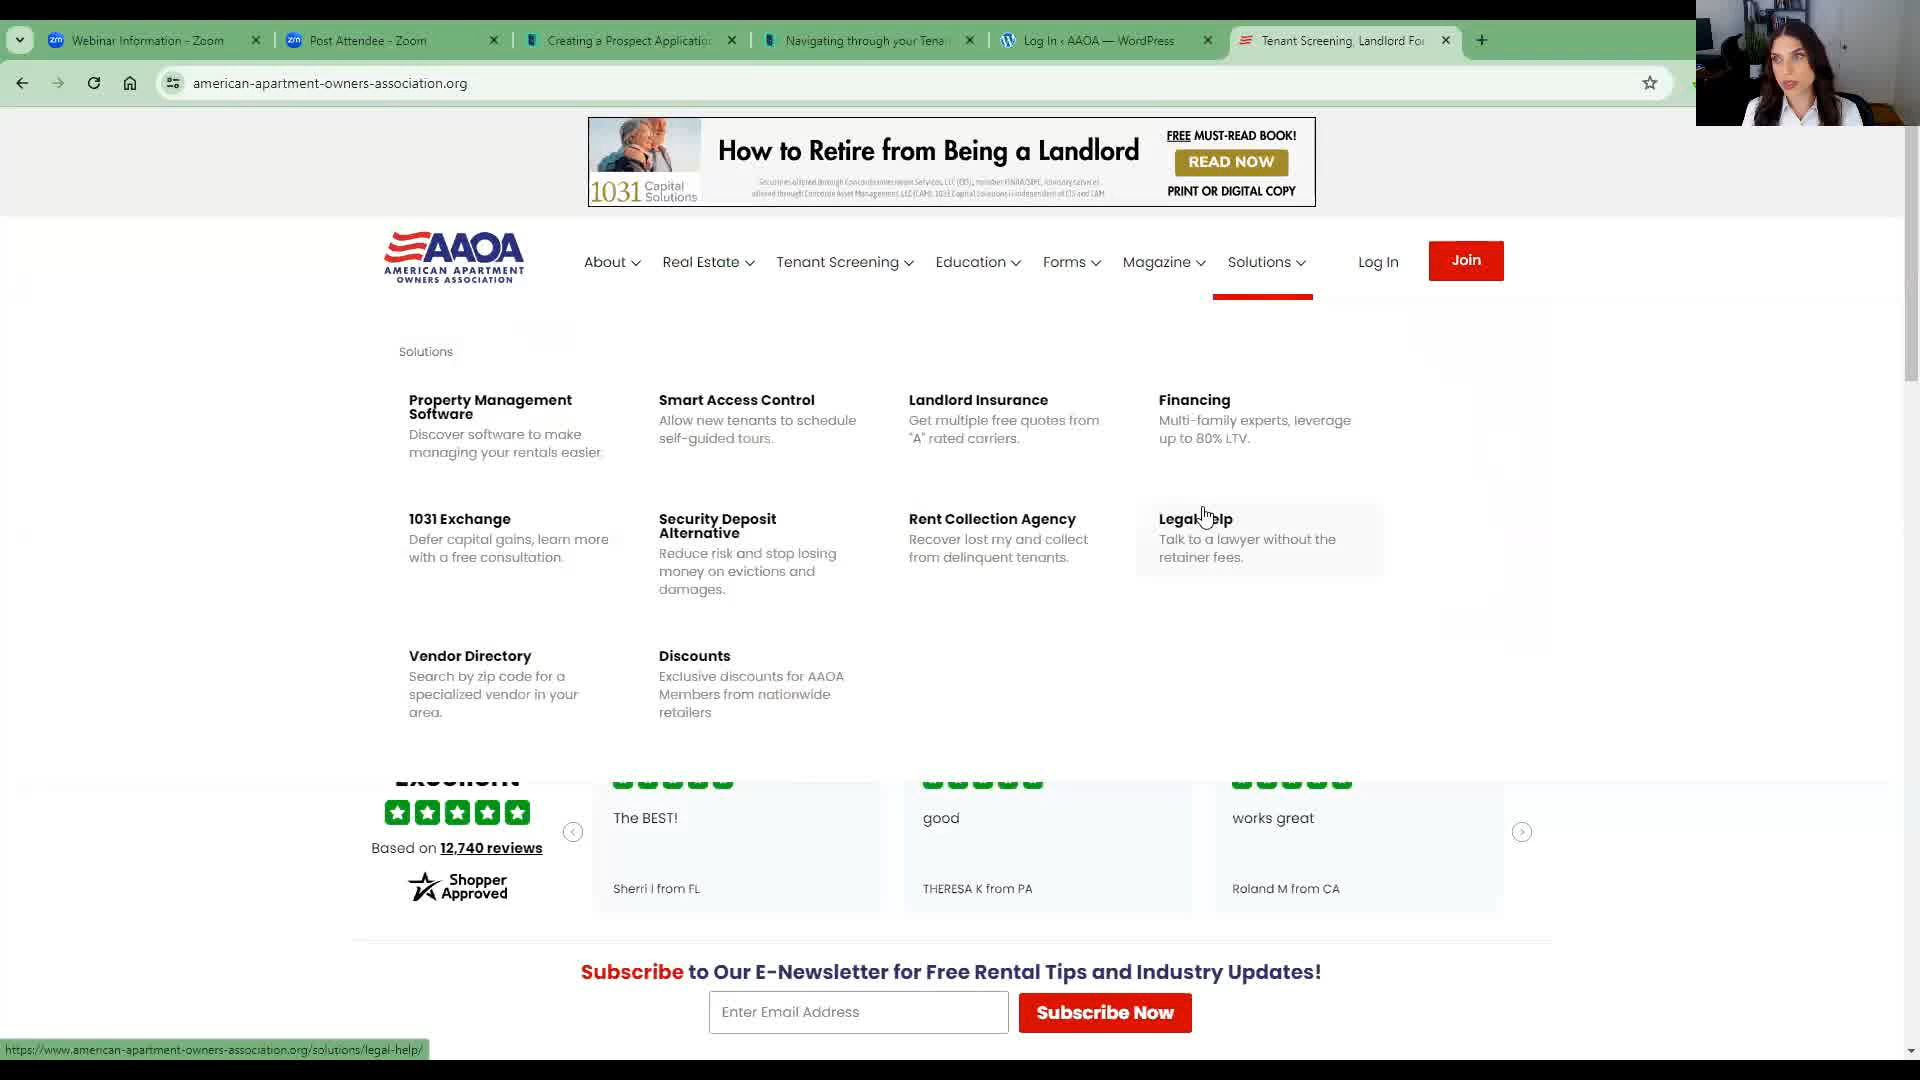 zm Webinar Information - Zoom
zm Post Attendee - Zoom
Creating a Prospect Applicatio
Navigating through your Tena
Log In ‹ AAOA — WordPress
Tenant Screening, Landlord Fo
american-apartment-owners-association.org
1031 Capital Solutions
How to Retire from Being a Landlord
FREE MUST-READ BOOK!
READ NOW
PRINT OR DIGITAL COPY
AAOA
AMERICAN APARTMENT
OWNERS ASSOCIATION
About Real Estate Tenant Screening Education Forms Magazine Solutions Log In Join
Solutions
Property Management
Software
Discover software to make
managing your rentals easier.
Smart Access Control
Allow new tenants to schedule
self-guided tours.
Landlord Insurance
Get multiple free quotes from
"A" rated carriers.
Financing
Multi-family experts, leverage
up to 80% LTV.
1031 Exchange
Defer capital gains, learn more
with a free consultation.
Security Deposit
Alternative
Reduce risk and stop losing
money on evictions and
damages.
Rent Collection Agency
Recover lost my and collect
from delinquent tenants.
Legal Help
Talk to a lawyer without the
retainer fees.
Vendor Directory
Search by zip code for a
specialized vendor in your
area.
Discounts
Exclusive discounts for AAOA
Members from nationwide
retailers
Excellent
Based on 12,740 reviews
Shopper
Approved
The BEST!
Sherri I from FL
good
THERESA K from PA
works great
Roland M from CA
Subscribe to Our E-Newsletter for Free Rental Tips and Industry Updates!
Enter Email Address
Subscribe Now
https://www.american-apartment-owners-association.org/solutions/legal-help/